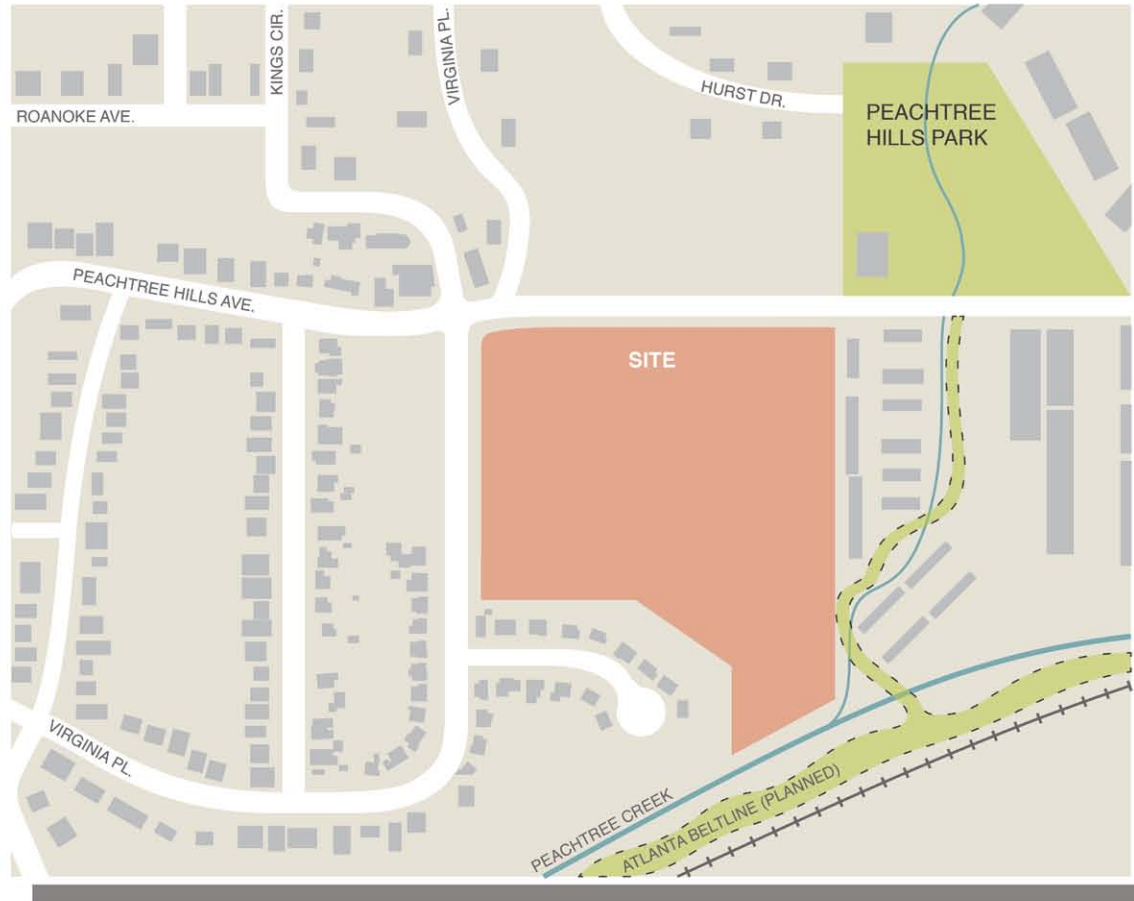 KINGS CIR.
VIRGINIA PL.
HURST DR.
ROANOKE AVE.
PEACHTREE
HILLS PARK
PEACHTREE HILLS AVE.
SITE
VIRGINIA PL.
PEACHTREE CREEK
ATLANTA BELTLINE (PLANNED)